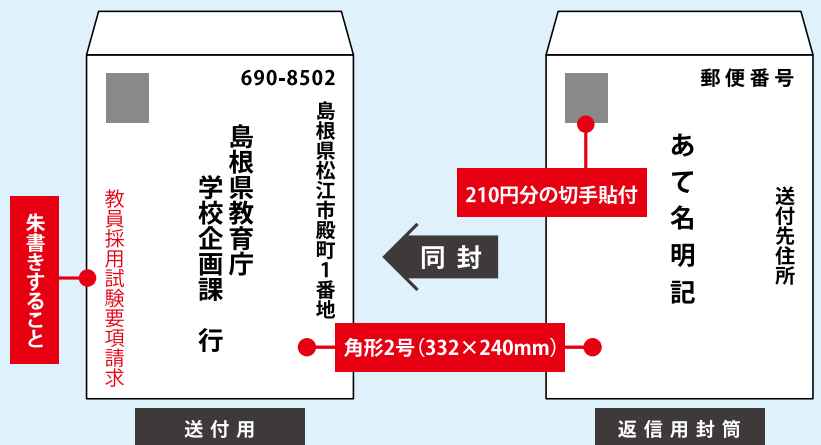 690-8502
島根県松江市殿町1番地
島根県教育庁
学校企画課 行
教員採用試験要項請求
朱書きすること
送付用
同封
角形2号(332×240mm)
郵便番号
送付先住所
あて名明記
210円分の切手貼付
返信用封筒